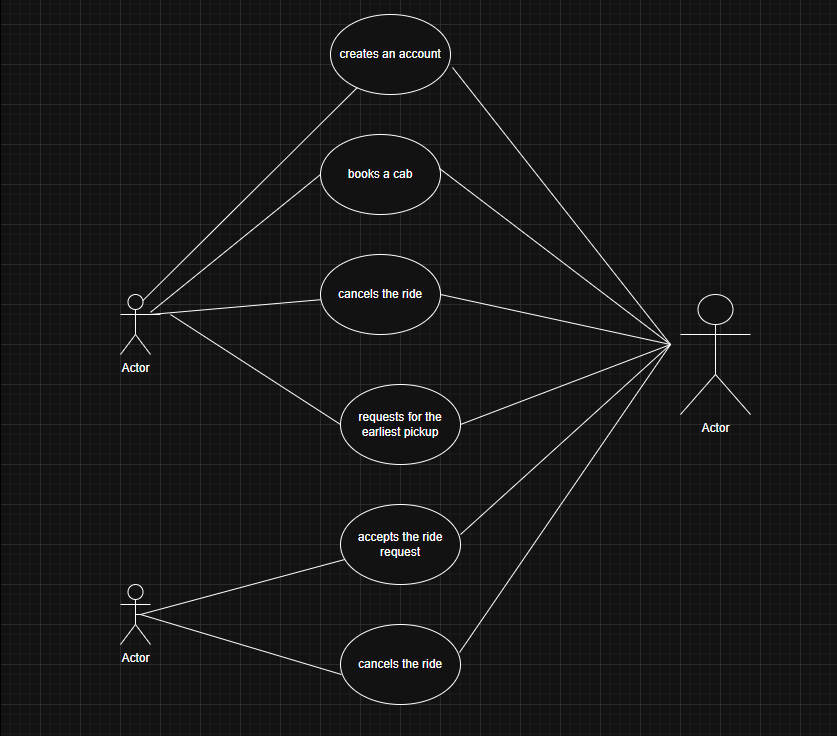 creates an account
books a cab
cancels the ride
Actor
requests for the
earliest pickup
Actor
accepts the ride
request
Actor
cancels the ride